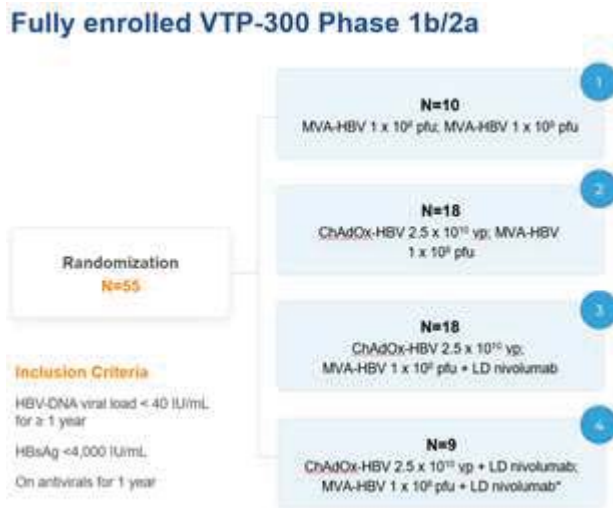 Fully enrolled VTP-300 Phase 1b/2a
1
N=10
MVA-HBV 1 x 10⁸ pfu; MVA-HBV 1 x 10⁸ pfu
2
N=18
ChAdOx-HBV 2.5 x 10¹⁰ vp; MVA-HBV
1 x 10⁸ pfu
Randomization
N=55
3
N=18
ChAdOx-HBV 2.5 x 10¹⁰ vp;
MVA-HBV 1 x 10⁸ pfu + LD nivolumab
Inclusion Criteria
HBV-DNA viral load < 40 IU/mL
for ≥ 1 year
HBsAg <4,000 IU/mL
On antivirals for 1 year
4
N=9
ChAdOx-HBV 2.5 x 10¹⁰ vp + LD nivolumab;
MVA-HBV 1 x 10⁸ pfu + LD nivolumab*